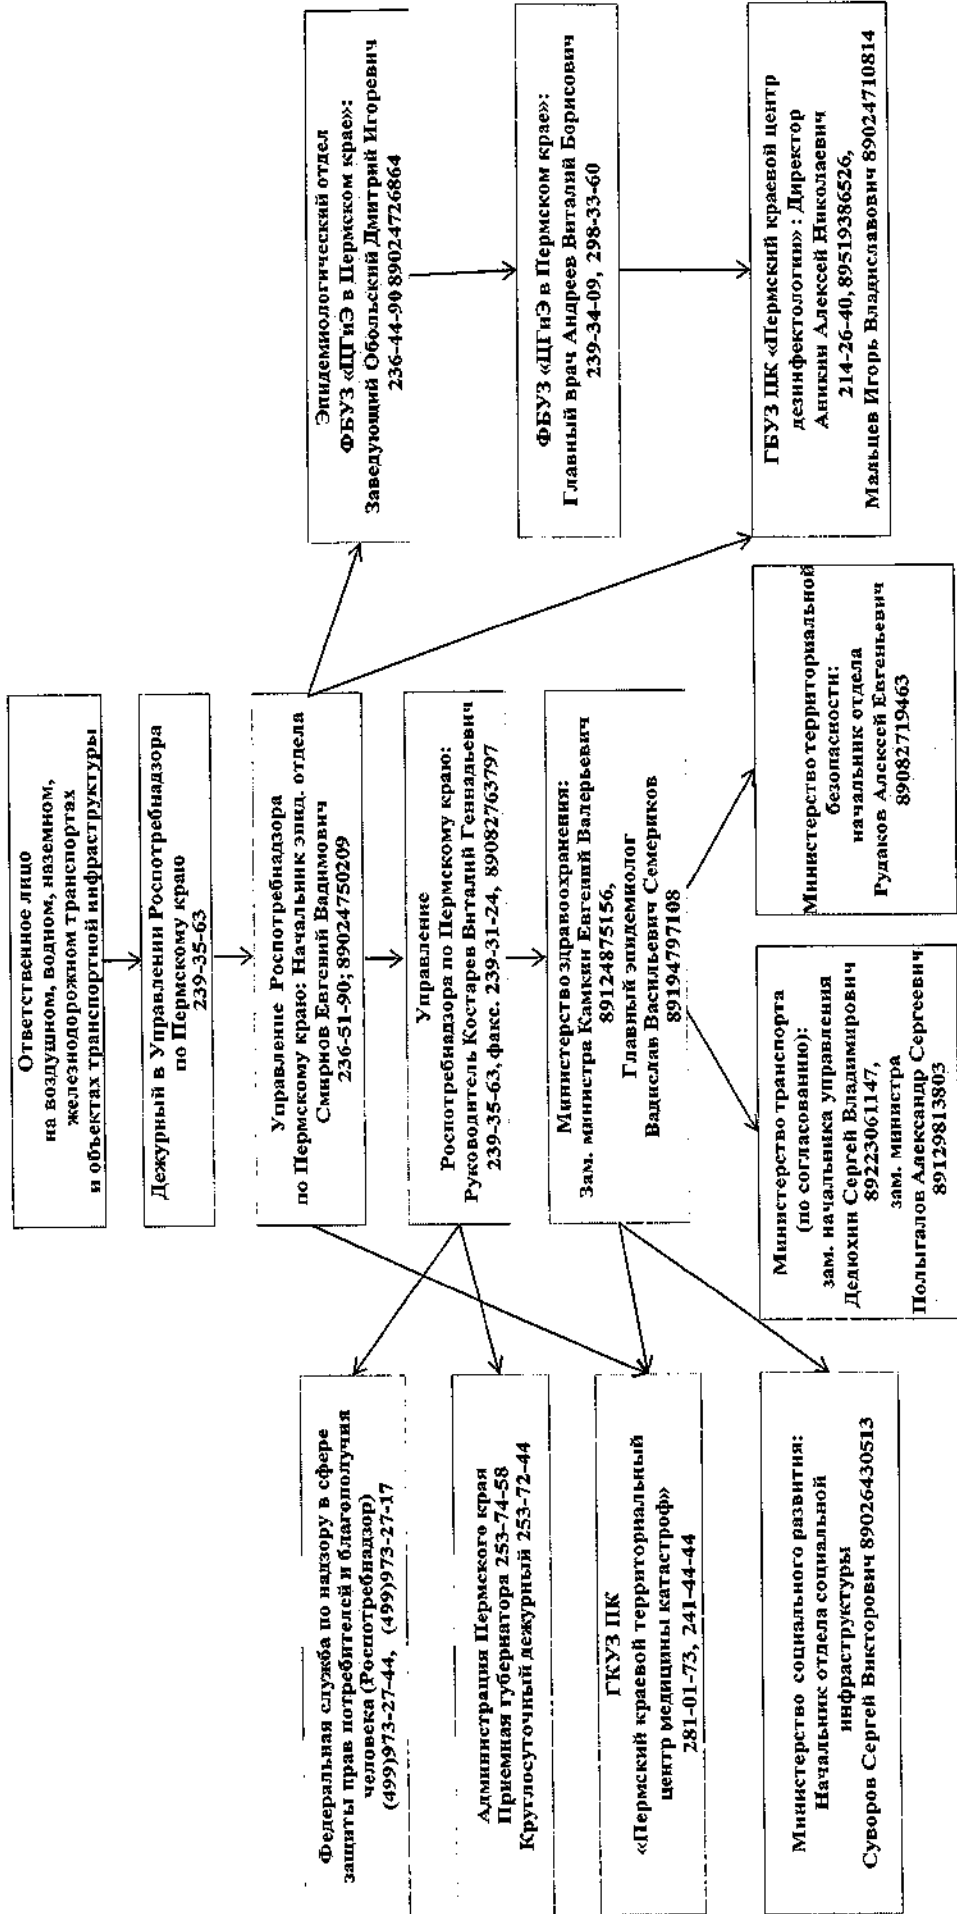 Ответственное лицо
на воздушном, водном, наземном,
железнодорожном транспортах
и объектах транспортной инфраструктуры
Дежурный в Управлении Роспотребнадзора
по Пермскому краю
239-35-63
Управление Роспотребнадзора
по Пермскому краю: Начальник эпид. отдела
Смирнов Евгений Вадимович
236-51-90; 89024750209
Управление
Роспотребнадзора по Пермскому краю:
Руководитель Костарев Виталий Геннадьевич
239-35-63, факс. 239-31-24, 89082763797
Министерство здравоохранения:
Зам. министра Камкин Евгений Валерьевич
89124875156,
Главный эпидемиолог
Вадислав Васильевич Семериков
89194797108
Федеральная служба по надзору в сфере
защиты прав потребителей и благополучия
человека (Роспотребнадзор)
(499)973-27-44, (499)973-27-17
Администрация Пермского края
Приемная губернатора 253-74-58
Круглосуточный дежурный 253-72-44
ГКУЗ ПК
«Пермский краевой территориальный
центр медицины катастроф»
281-01-73, 241-44-44
Министерство социального развития:
Начальник отдела социальной
инфраструктуры
Суворов Сергей Викторович 89026430513
Министерство транспорта
(по согласованию):
зам. начальника управления
Дедюхин Сергей Владимирович
89223061147,
зам. министра
Полыгалов Александр Сергеевич
89129813803
Министерство территориальной
безопасности:
начальник отдела
Рудаков Алексей Евгеньевич
89082719463
Эпидемиологический отдел
ФБУЗ «ЦГиЭ в Пермском крае»:
Заведующий Обольский Дмитрий Игоревич
236-44-90 89024726864
ФБУЗ «ЦГиЭ в Пермском крае»:
Главный врач Андреев Виталий Борисович
239-34-09, 298-33-60
ГБУЗ ПК «Пермский краевой центр
дезинфектологии» : Директор
Аникин Алексей Николаевич
214-26-40, 89519386526,
Мальцев Игорь Владиславович 89024710814